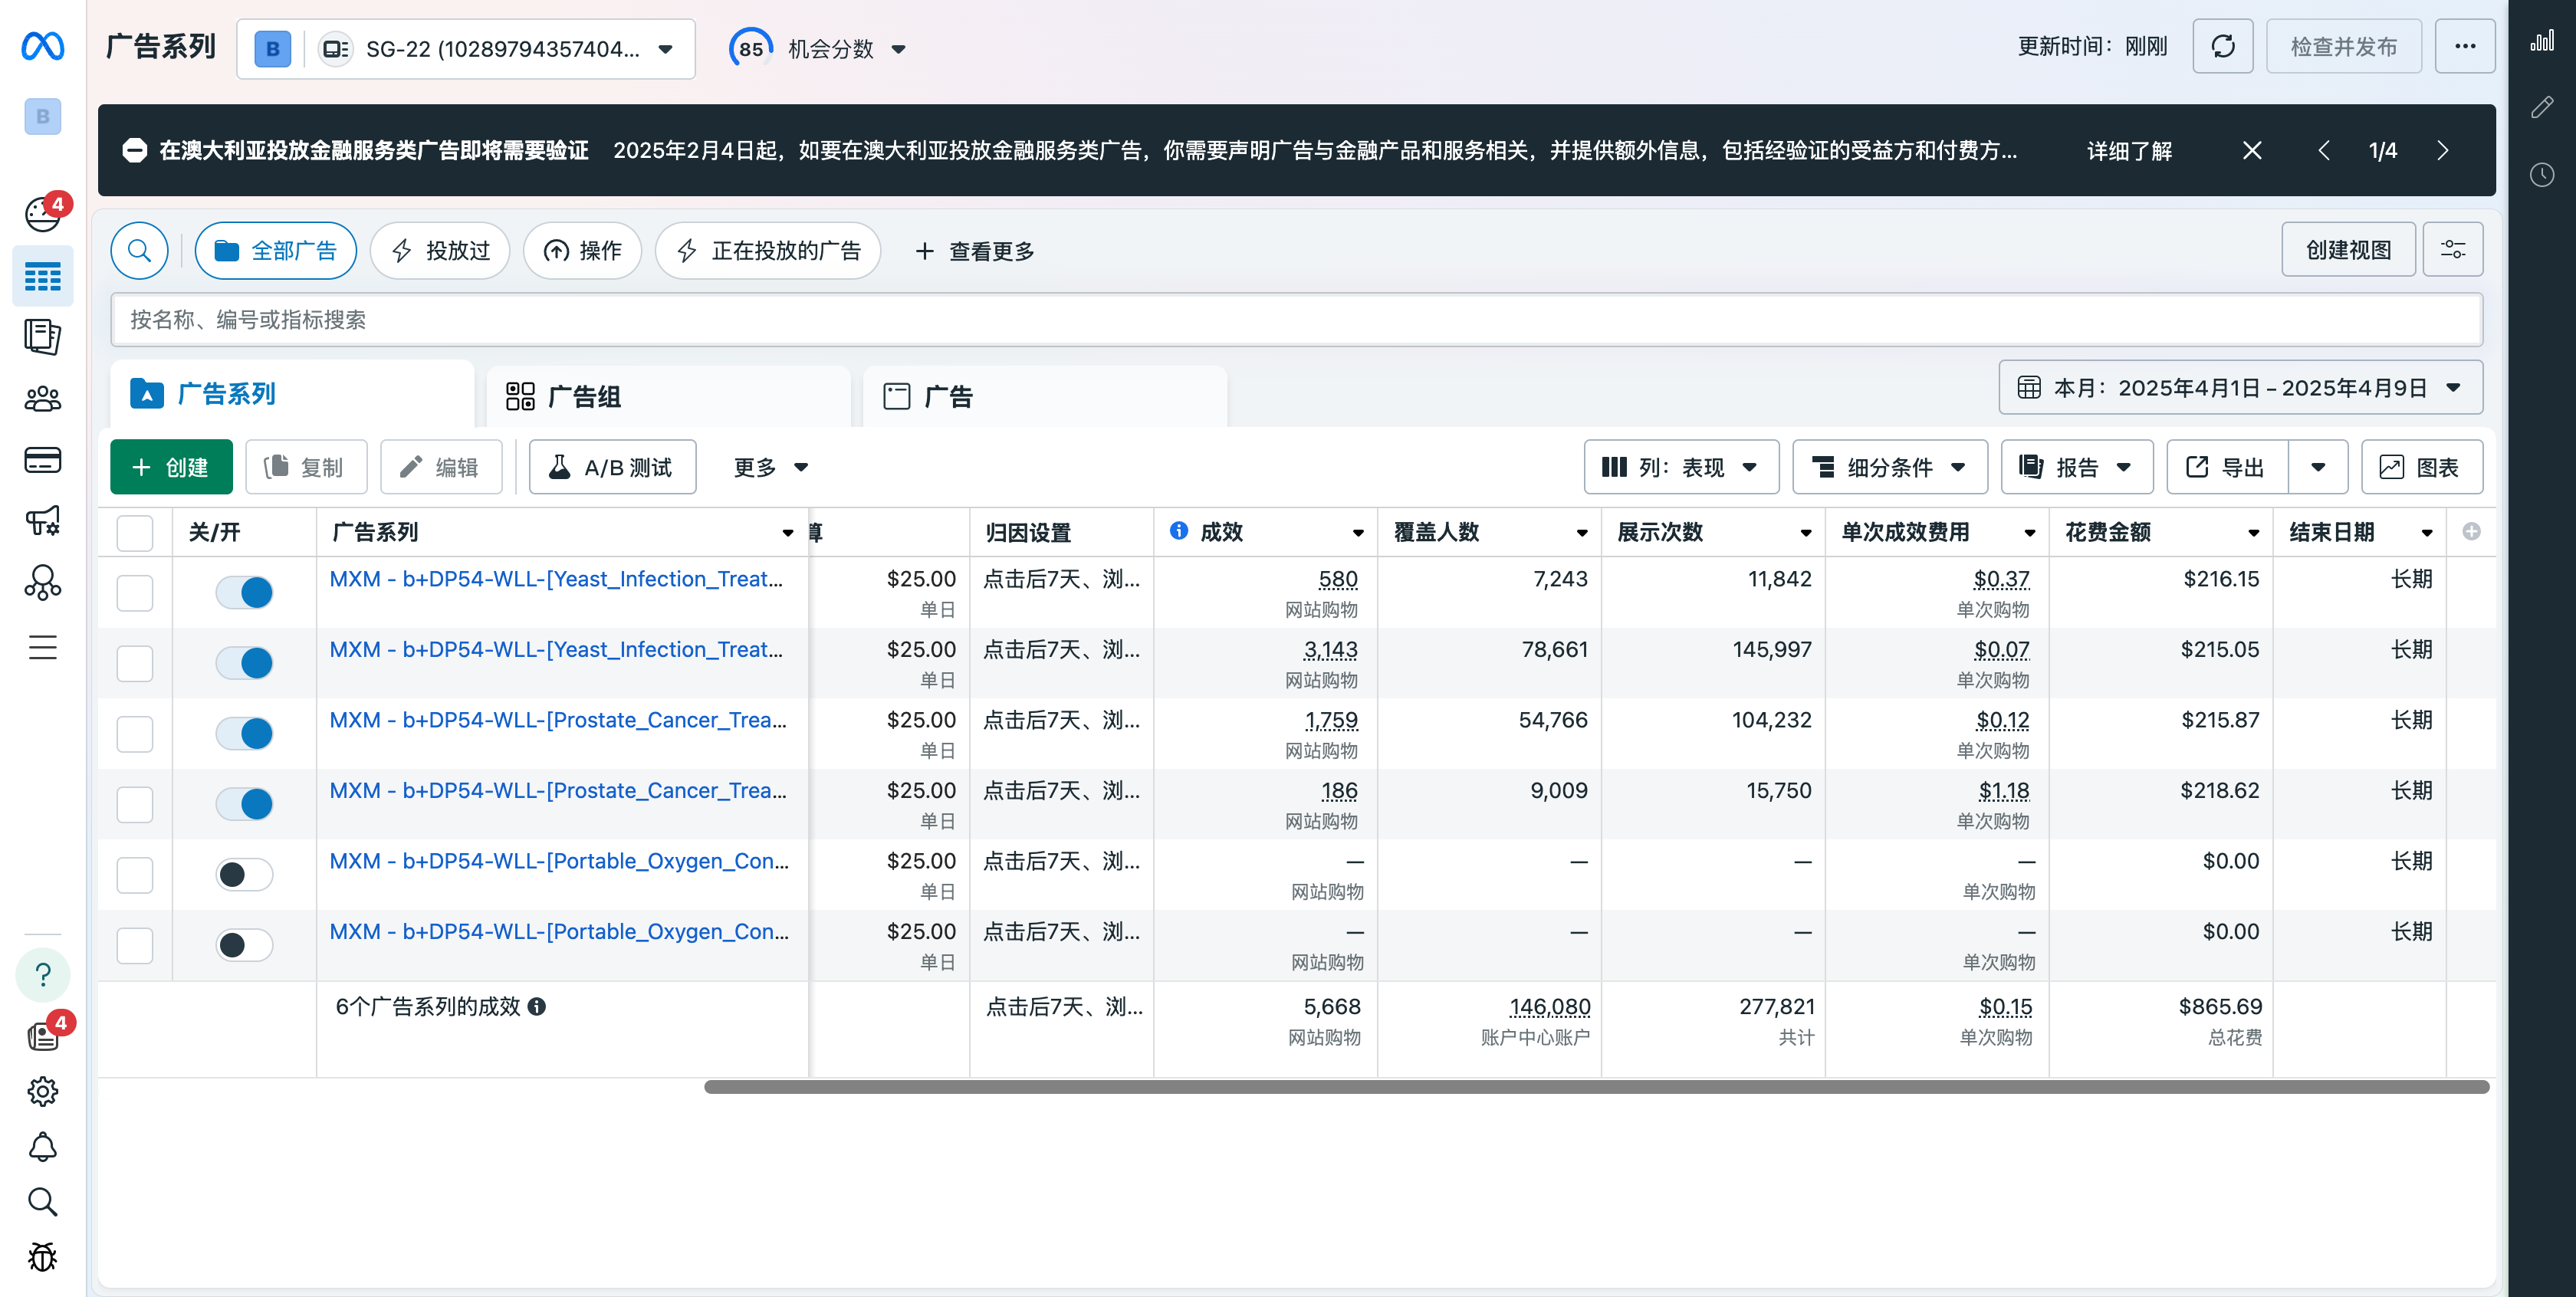 广告系列
B
SG-22 (10289794357404...
85
机会分数
更新时间：刚刚
检查并发布
B
在澳大利亚投放金融服务类广告即将需要验证 2025年2月4日起，如要在澳大利亚投放金融服务类广告，你需要声明广告与金融产品和服务相关，并提供额外信息，包括经验证的受益方和付费方...
详细了解
1/4
4
全部广告
投放过
操作
正在投放的广告
查看更多
创建视图
按名称、编号或指标搜索
广告系列
广告组
广告
本月：2025年4月1日 – 2025年4月9日
创建
复制
编辑
A/B 测试
更多
列：表现
细分条件
报告
导出
图表
关/开 广告系列 算 归因设置 成效 覆盖人数 展示次数 单次成效费用 花费金额 结束日期
MXM - b+DP54-WLL-[Yeast_Infection_Treat... $25.00 点击后7天、浏... 580 7,243 11,842 $0.37 $216.15 长期
单日 网站购物 单次购物
MXM - b+DP54-WLL-[Yeast_Infection_Treat... $25.00 点击后7天、浏... 3,143 78,661 145,997 $0.07 $215.05 长期
单日 网站购物 单次购物
MXM - b+DP54-WLL-[Prostate_Cancer_Trea... $25.00 点击后7天、浏... 1,759 54,766 104,232 $0.12 $215.87 长期
单日 网站购物 单次购物
MXM - b+DP54-WLL-[Prostate_Cancer_Trea... $25.00 点击后7天、浏... 186 9,009 15,750 $1.18 $218.62 长期
单日 网站购物 单次购物
MXM - b+DP54-WLL-[Portable_Oxygen_Con... $25.00 点击后7天、浏... — — — — $0.00 长期
单日 网站购物 单次购物
MXM - b+DP54-WLL-[Portable_Oxygen_Con... $25.00 点击后7天、浏... — — — — $0.00 长期
单日 网站购物 单次购物
6个广告系列的成效 点击后7天、浏... 5,668 146,080 277,821 $0.15 $865.69
网站购物 账户中心账户 共计 单次购物 总花费
4